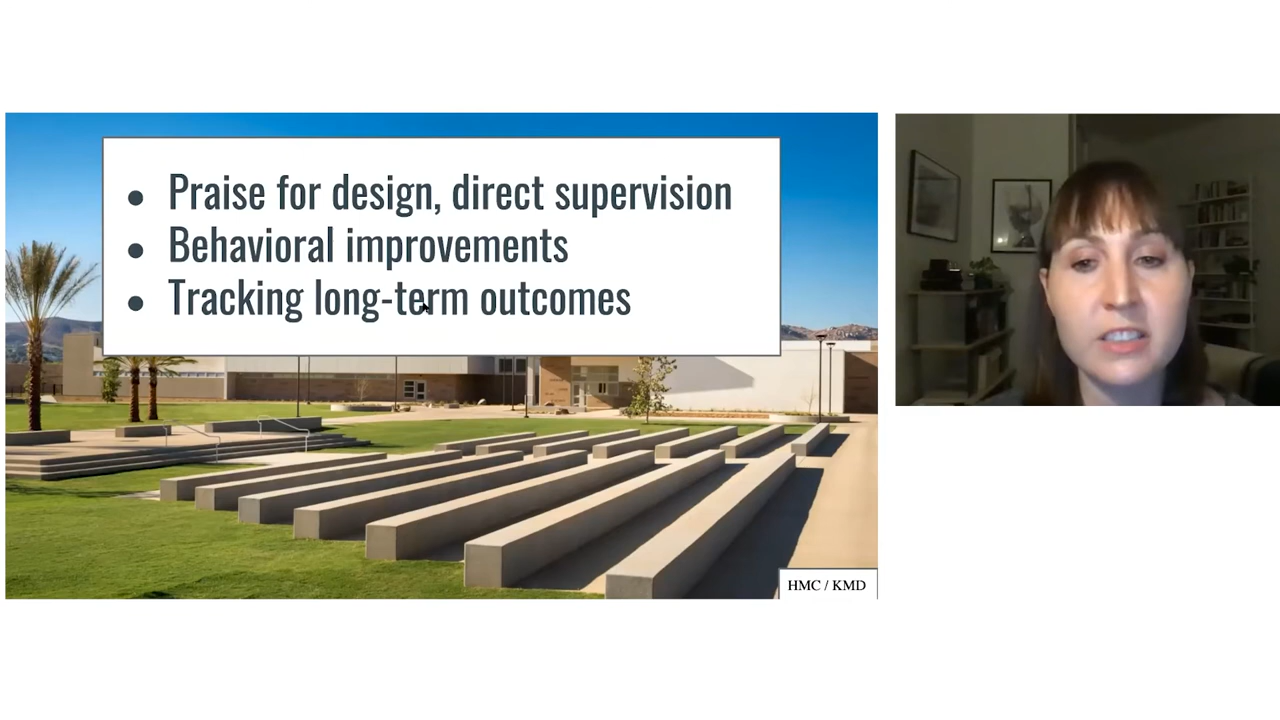 ● Praise for design, direct supervision
● Behavioral improvements
● Tracking long-term outcomes
HMC / KMD